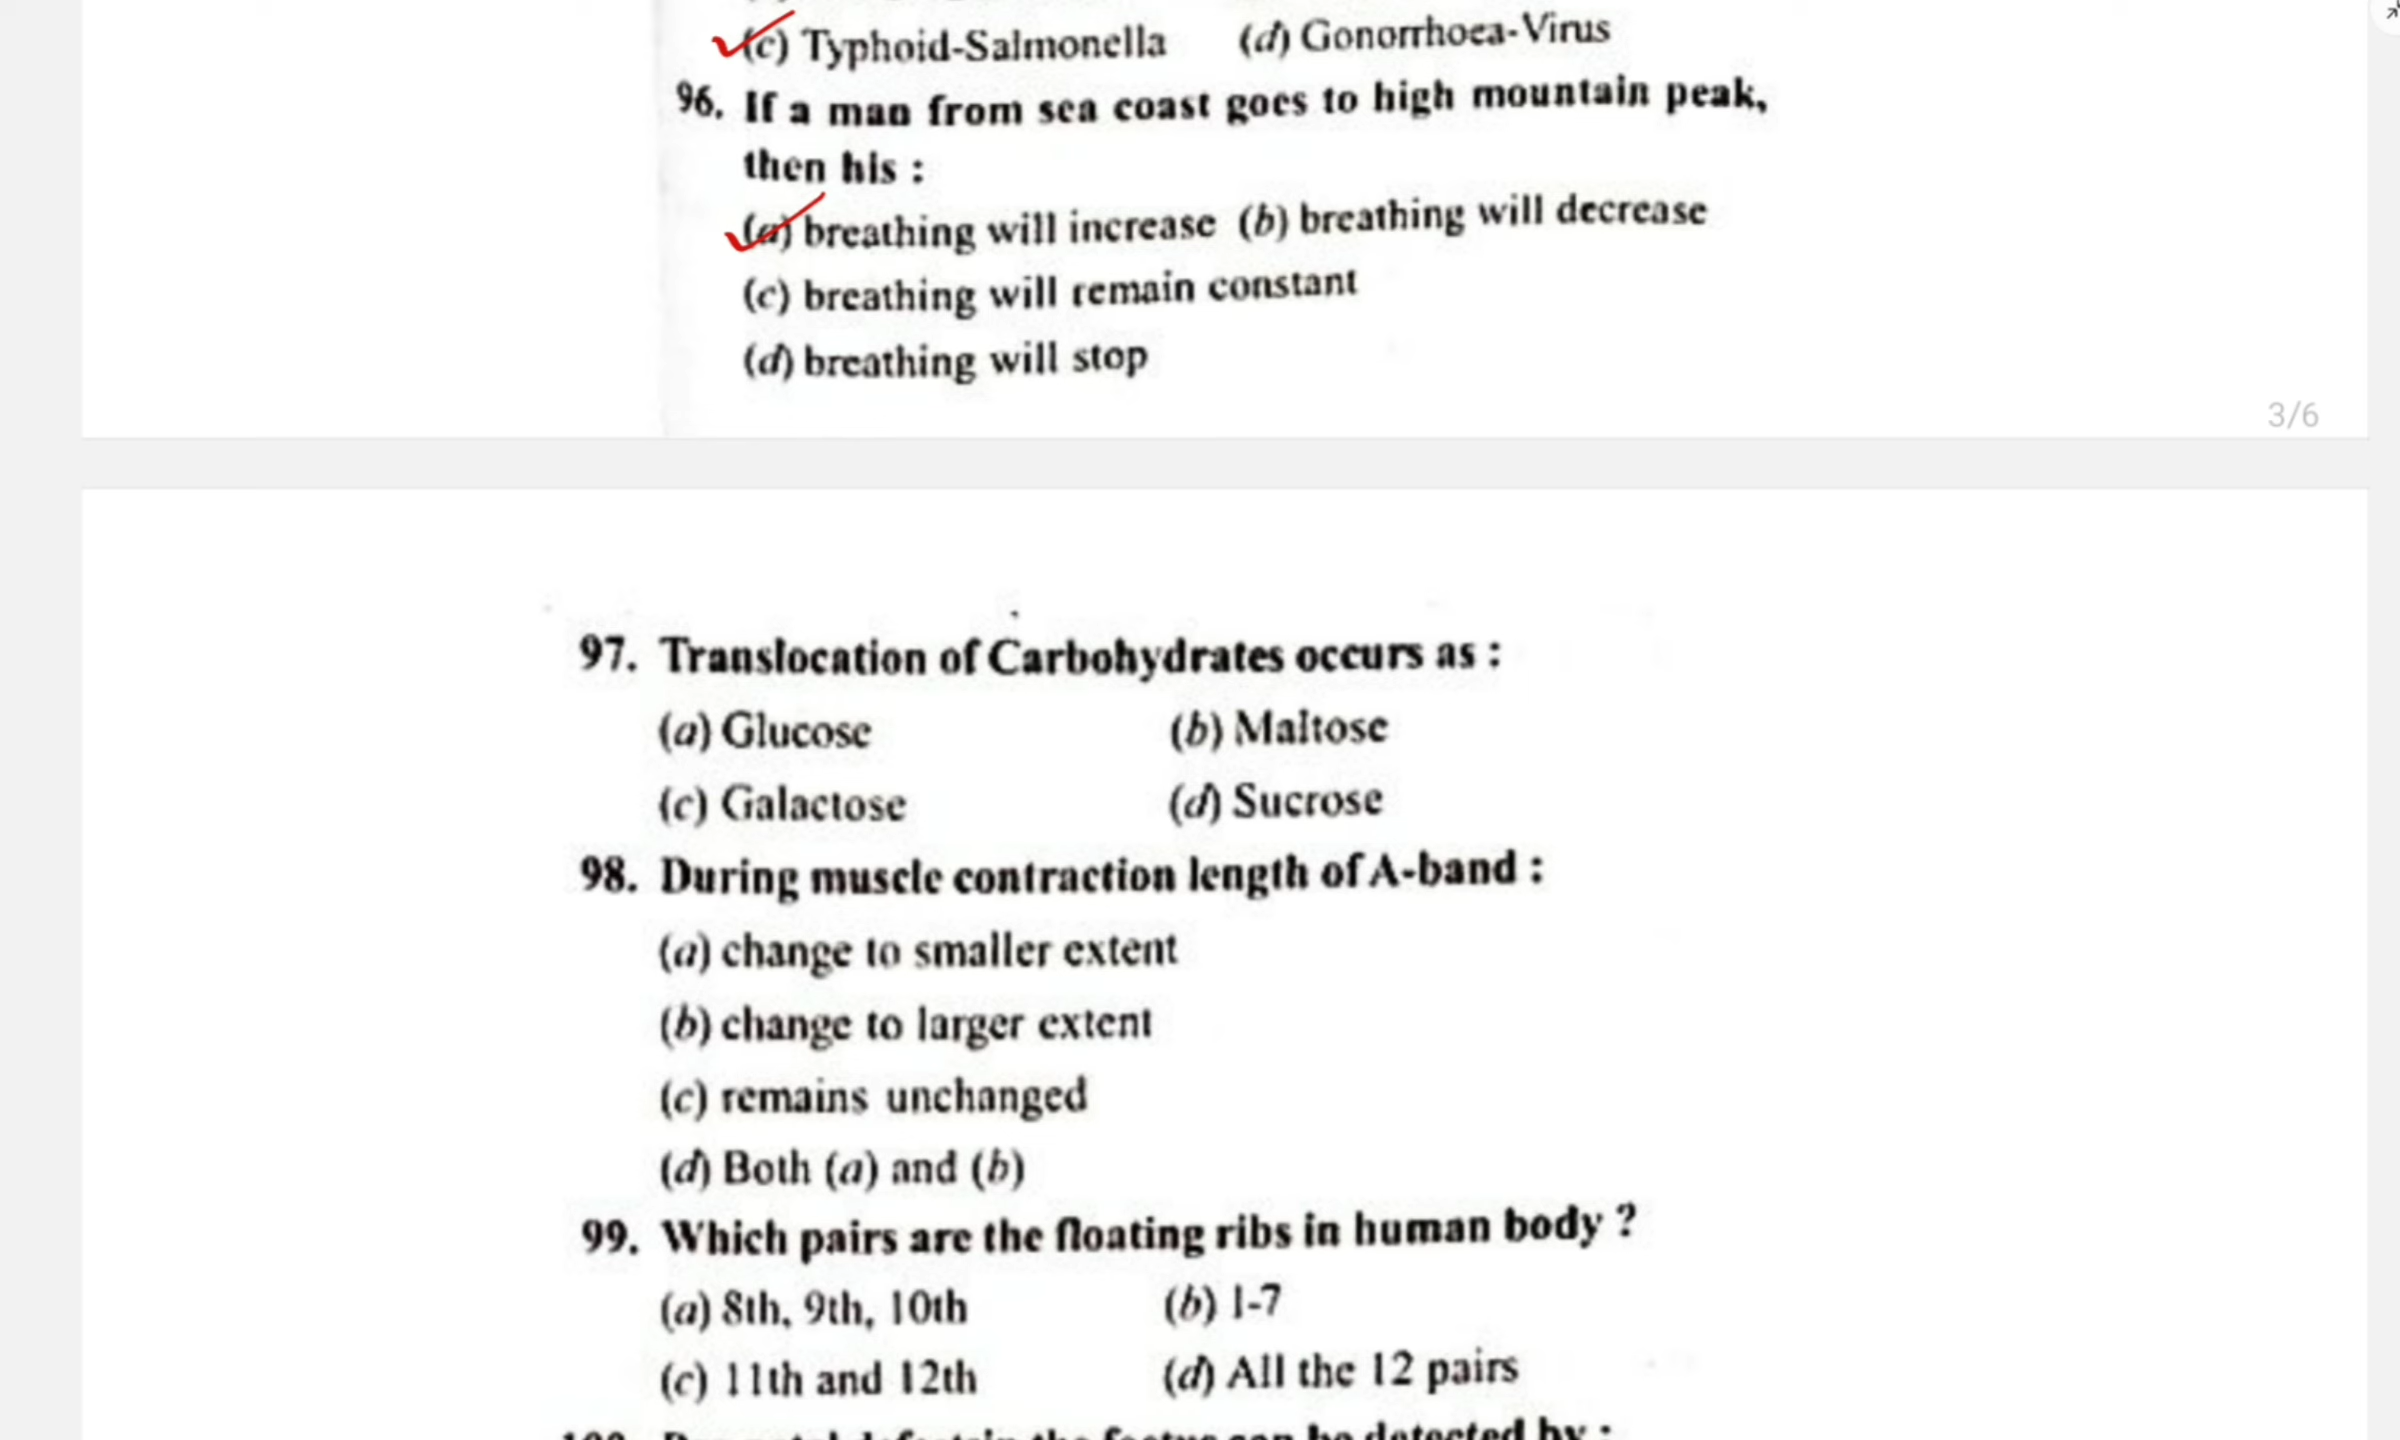 (c) Typhoid-Salmonella (d) Gonorrhoea-Virus
96. If a man from sea coast goes to high mountain peak,
then his :
(a) breathing will increase (b) breathing will decrease
(c) breathing will remain constant
(d) breathing will stop
3/6
97. Translocation of Carbohydrates occurs as :
(a) Glucose (b) Maltose
(c) Galactose (d) Sucrose
98. During muscle contraction length of A-band :
(a) change to smaller extent
(b) change to larger extent
(c) remains unchanged
(d) Both (a) and (b)
99. Which pairs are the floating ribs in human body ?
(a) 8th, 9th, 10th (b) 1-7
(c) 11th and 12th (d) All the 12 pairs
can be detected by :